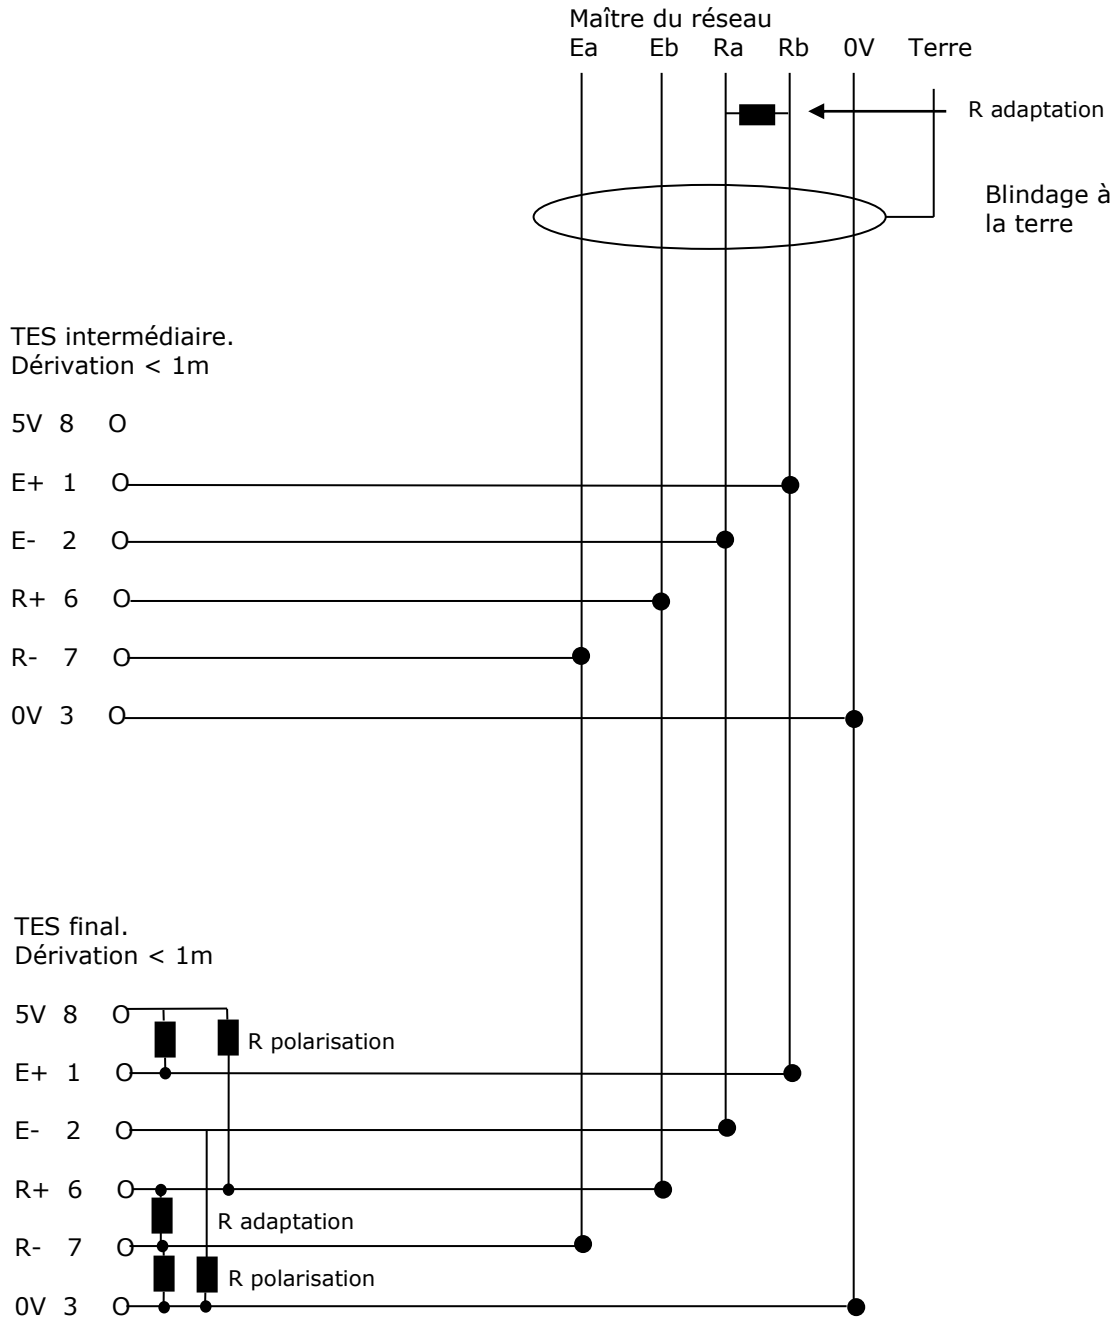 Maître du réseau
Ea Eb Ra Rb 0V Terre
R adaptation
Blindage à
la terre
TES intermédiaire.
Dérivation < 1m
5V 8 O
E+ 1 O
E- 2 O
R+ 6 O
R- 7 O
0V 3 O
TES final.
Dérivation < 1m
5V 8 O
R polarisation
E+ 1 O
E- 2 O
R+ 6 O
R adaptation
R- 7 O
R polarisation
0V 3 O